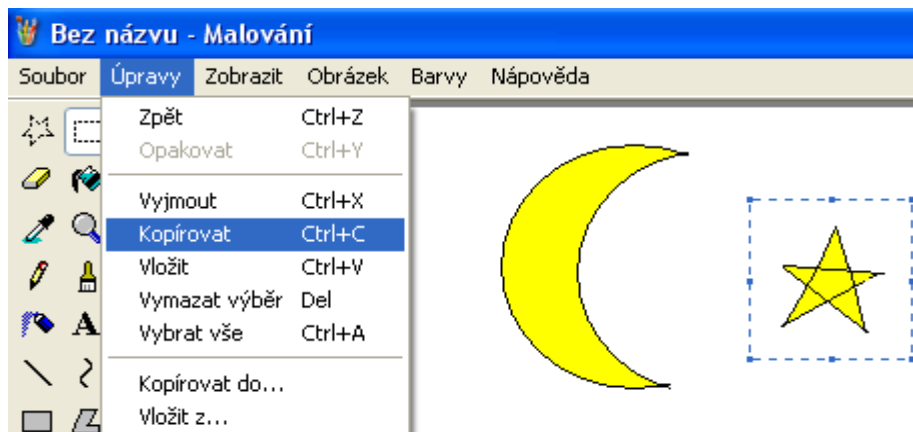 Bez názvu - Malování
Soubor Úpravy Zobrazit Obrázek Barvy Nápověda
Zpět Ctrl+Z
Opakovat Ctrl+Y
Vyjmout Ctrl+X
Kopírovat Ctrl+C
Vložit Ctrl+V
Vymazat výběr Del
Vybrat vše Ctrl+A
Kopírovat do...
Vložit z...
A